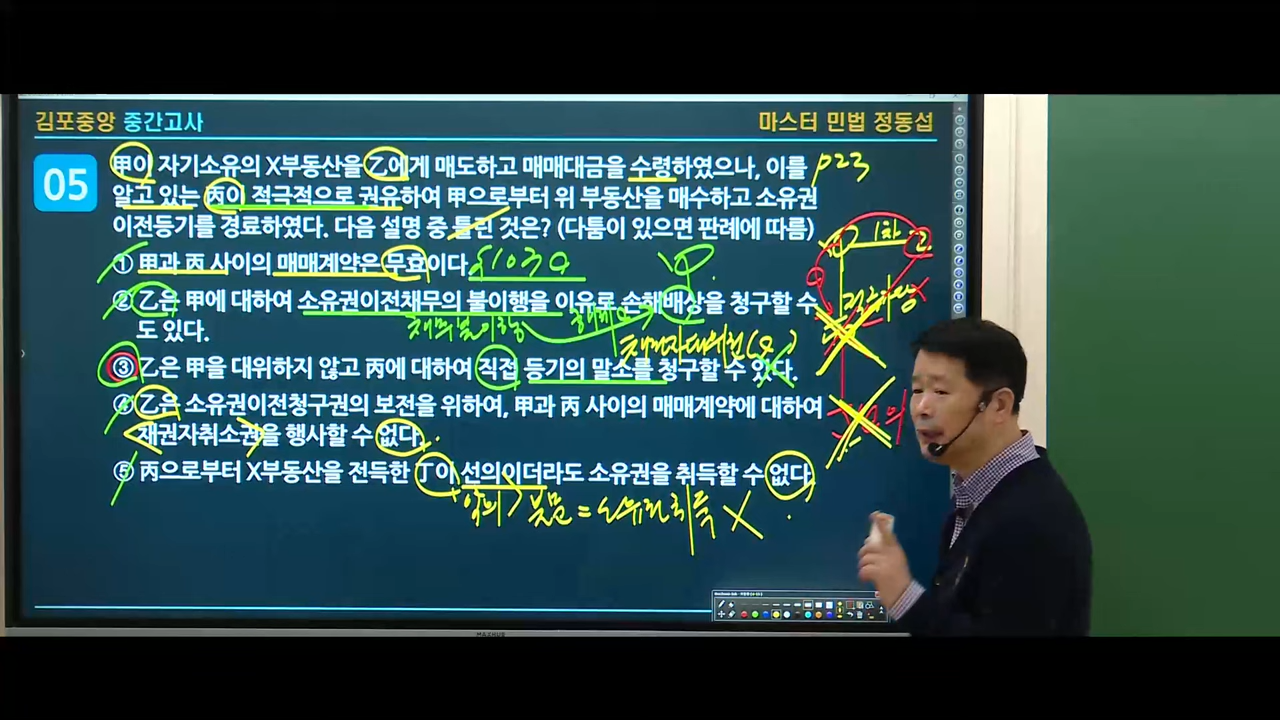 김포중앙 중간고사
마스터 민법 정동섭
05
甲이 자기소유의 X부동산을 乙에게 매도하고 매매대금을 수령하였으나, 이를
p23
알고 있는 丙이 적극적으로 권유하여 甲으로부터 위 부동산을 매수하고 소유권
이전등기를 경료하였다. 다음 설명 중 틀린 것은? (다툼이 있으면 판례에 따름)
① 甲과 丙 사이의 매매계약은 무효이다.
§103
② 乙은 甲에 대하여 소유권이전채무의 불이행을 이유로 손해배상을 청구할 수
도 있다.
채무불이행
채권자대위권(O)
③ 乙은 甲을 대위하지 않고 丙에 대하여 직접 등기의 말소를 청구할 수 있다.
④ 乙은 소유권이전청구권의 보전을 위하여, 甲과 丙 사이의 매매계약에 대하여
채권자취소권을 행사할 수 없다.
⑤ 丙으로부터 X부동산을 전득한 丁이 선의이더라도 소유권을 취득할 수 없다.
악의 > 불문 = 소유권취득 X
1차
MAXHUB